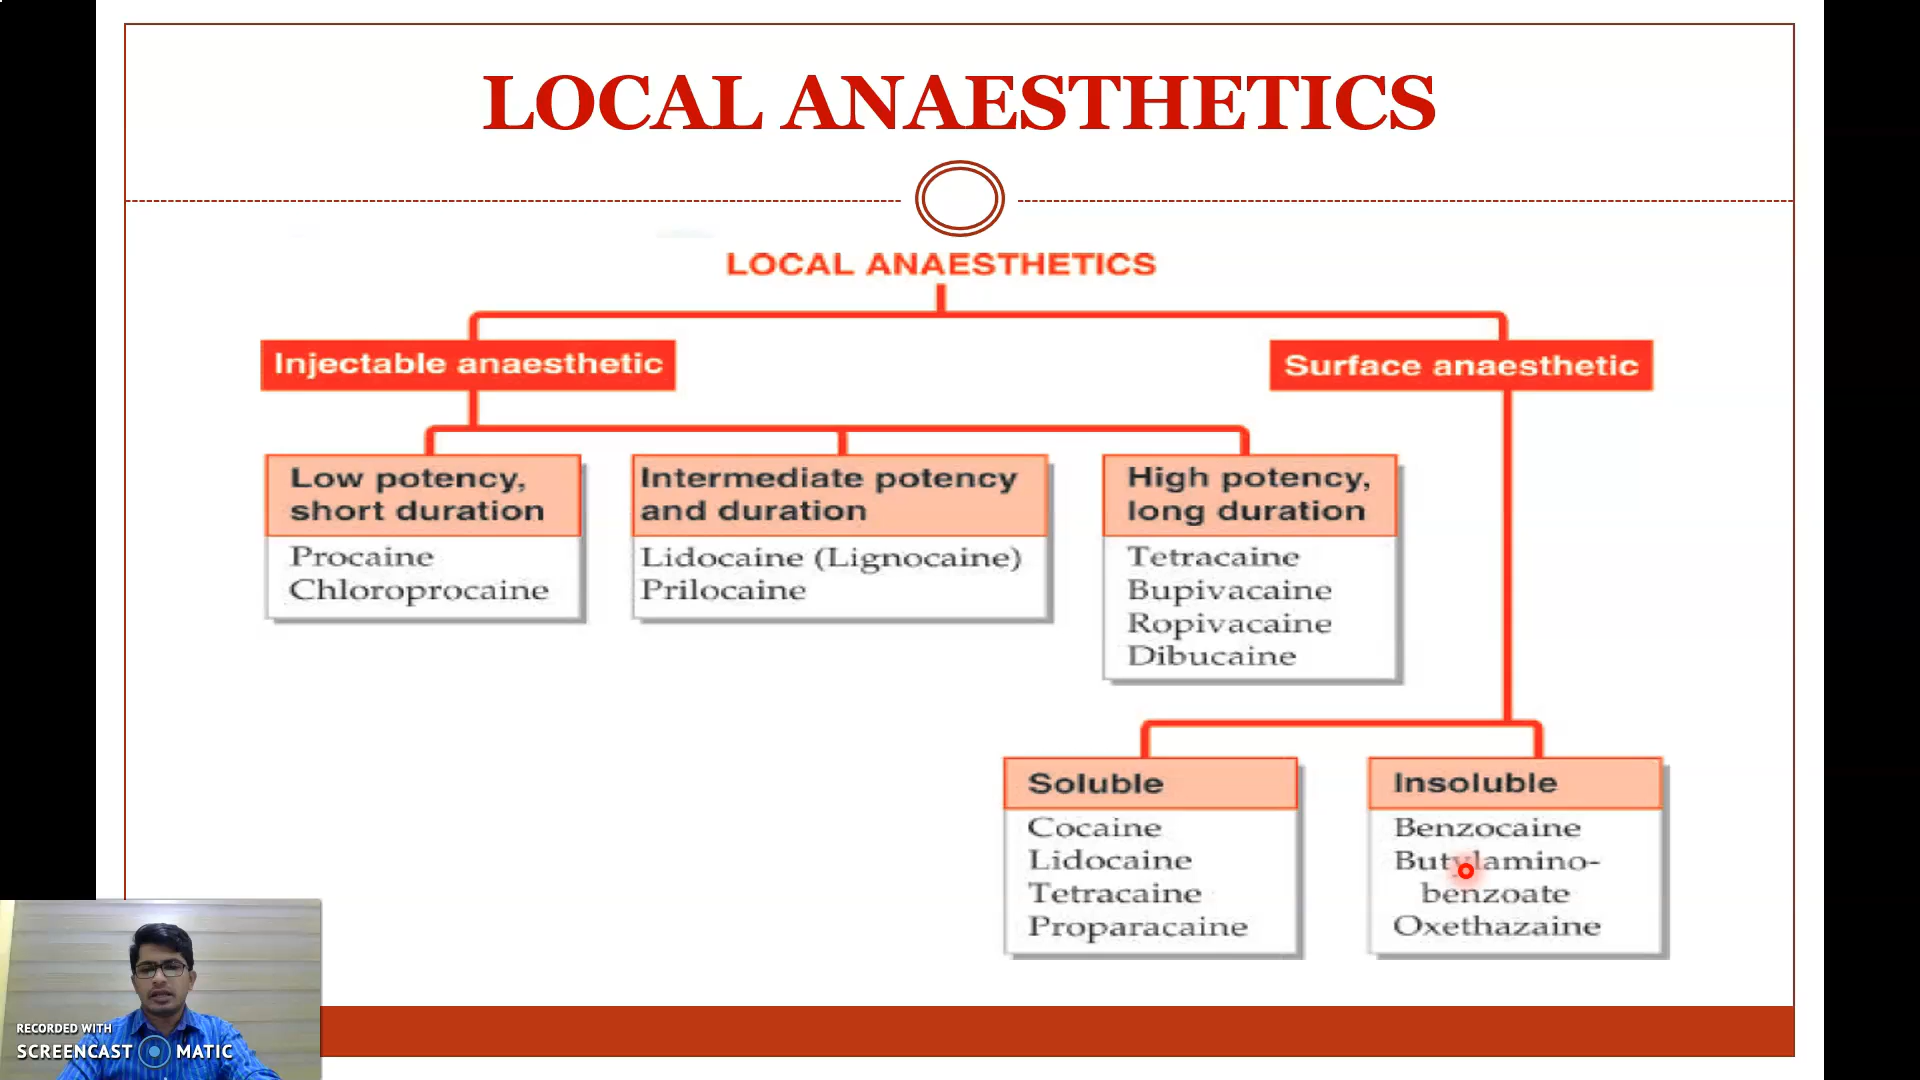 LOCAL ANAESTHETICS
LOCAL ANAESTHETICS
Injectable anaesthetic
Surface anaesthetic
Low potency,
short duration
Procaine
Chloroprocaine
Intermediate potency
and duration
Lidocaine (Lignocaine)
Prilocaine
High potency,
long duration
Tetracaine
Bupivacaine
Ropivacaine
Dibucaine
Soluble
Cocaine
Lidocaine
Tetracaine
Proparacaine
Insoluble
Benzocaine
Butylamino-
benzoate
Oxethazaine
RECORDED WITH
SCREENCAST MATIC